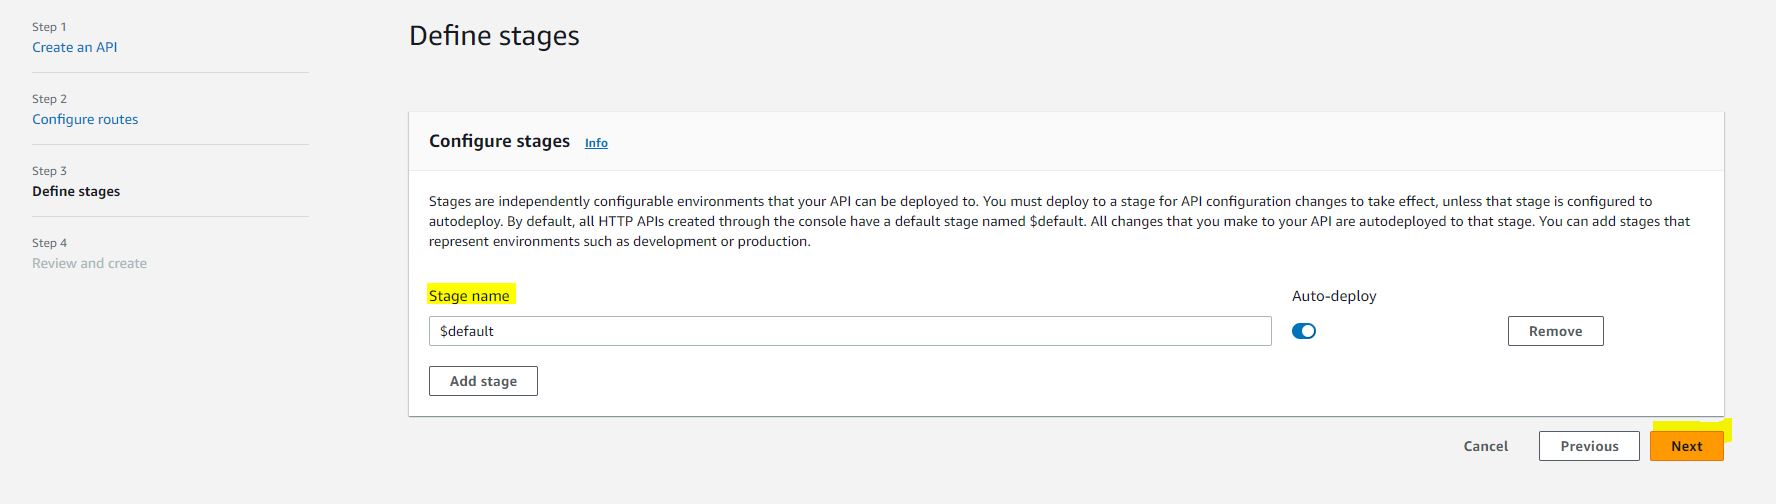 Step 1
Create an API
Step 2
Configure routes
Step 3
Define stages
Step 4
Review and create
Define stages
Configure stages Info
Stages are independently configurable environments that your API can be deployed to. You must deploy to a stage for API configuration changes to take effect, unless that stage is configured to
autodeploy. By default, all HTTP APIs created through the console have a default stage named $default. All changes that you make to your API are autodeployed to that stage. You can add stages that
represent environments such as development or production.
Stage name Auto-deploy
$default Remove
Add stage
Cancel Previous Next